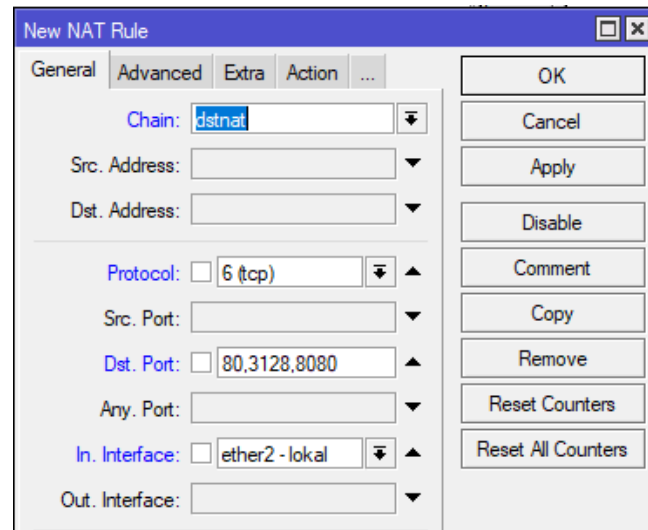 New NAT Rule
General Advanced Extra Action ...
Chain: dstnat
Src. Address:
Dst. Address:
Protocol: 6 (tcp)
Src. Port:
Dst. Port: 80,3128,8080
Any. Port:
In. Interface: ether2 - lokal
Out. Interface:
OK
Cancel
Apply
Disable
Comment
Copy
Remove
Reset Counters
Reset All Counters